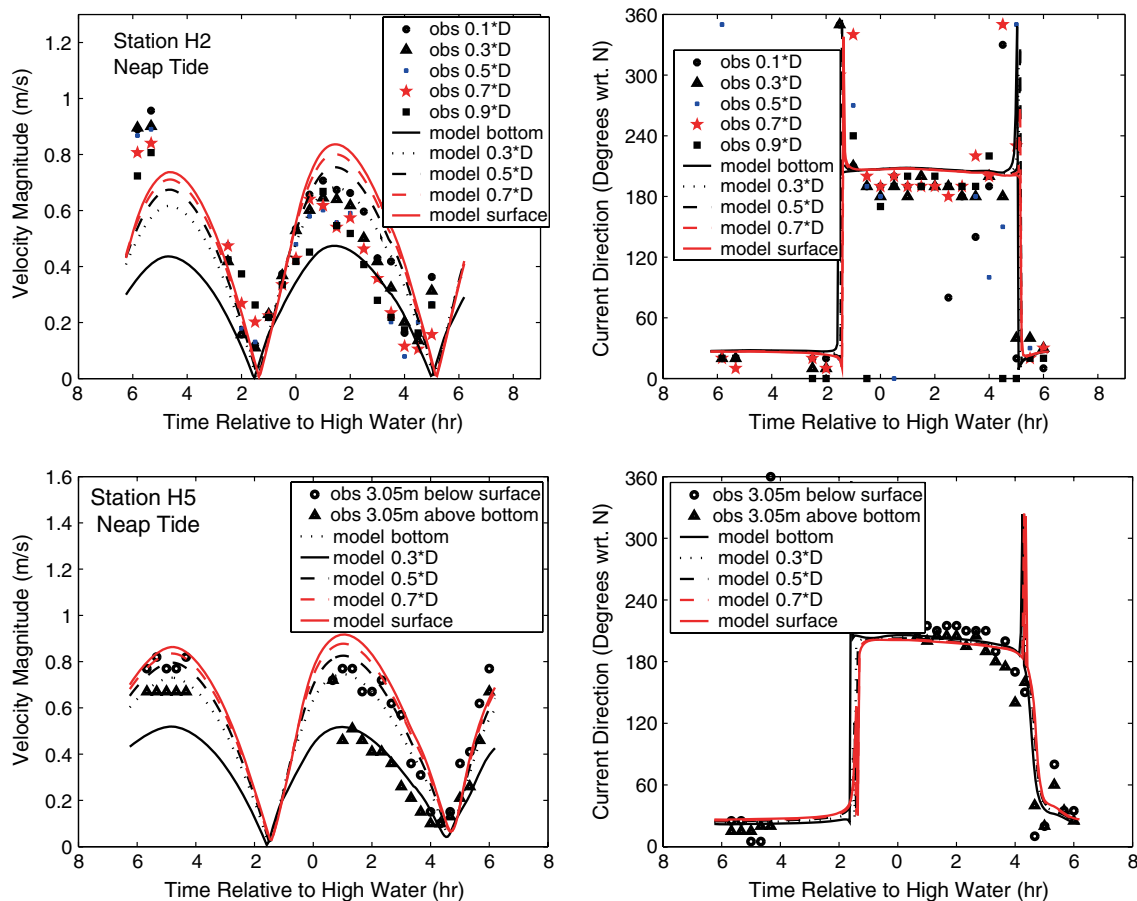 Station H2
Neap Tide
obs 0.1*D
obs 0.3*D
obs 0.5*D
obs 0.7*D
obs 0.9*D
model bottom
model 0.3*D
model 0.5*D
model 0.7*D
model surface
Velocity Magnitude (m/s)
1.2
1
0.8
0.6
0.4
0.2
0
8 6 4 2 0 2 4 6 8
Time Relative to High Water (hr)
obs 0.1*D
obs 0.3*D
obs 0.5*D
obs 0.7*D
obs 0.9*D
model bottom
model 0.3*D
model 0.5*D
model 0.7*D
model surface
Current Direction (Degrees wrt. N)
360
300
240
180
120
60
0
8 6 4 2 0 2 4 6 8
Time Relative to High Water (hr)
Station H5
Neap Tide
obs 3.05m below surface
obs 3.05m above bottom
model bottom
model 0.3*D
model 0.5*D
model 0.7*D
model surface
Velocity Magnitude (m/s)
1.6
1.4
1.2
1
0.8
0.6
0.4
0.2
0
8 6 4 2 0 2 4 6 8
Time Relative to High Water (hr)
obs 3.05m below surface
obs 3.05m above bottom
model bottom
model 0.3*D
model 0.5*D
model 0.7*D
model surface
Current Direction (Degrees wrt. N)
360
300
240
180
120
60
0
8 6 4 2 0 2 4 6 8
Time Relative to High Water (hr)